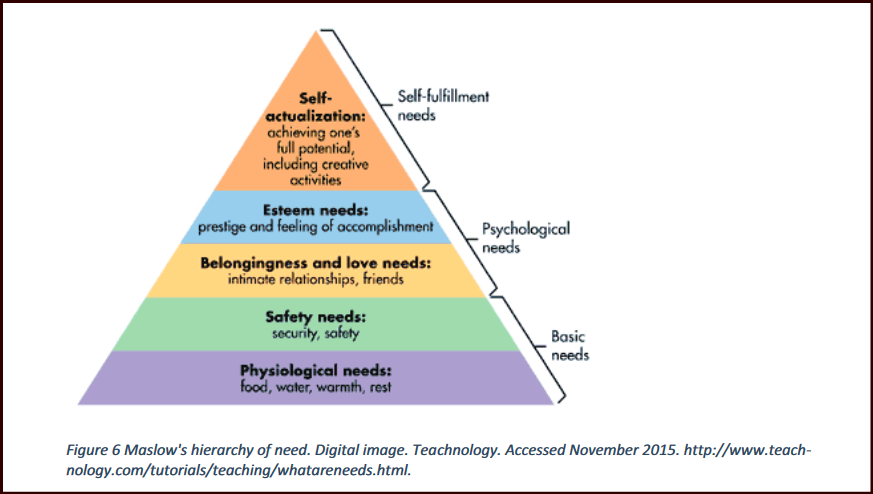 Self-
actualization:
achieving one's
full potential,
including creative
activities
Self-fulfillment
needs
Esteem needs:
prestige and feeling of accomplishment
Psychological
needs
Belongingness and love needs:
intimate relationships, friends
Safety needs:
security, safety
Basic
needs
Physiological needs:
food, water, warmth, rest
Figure 6 Maslow's hierarchy of need. Digital image. Teachnology. Accessed November 2015. http://www.teach-
nology.com/tutorials/teaching/whatareneeds.html.